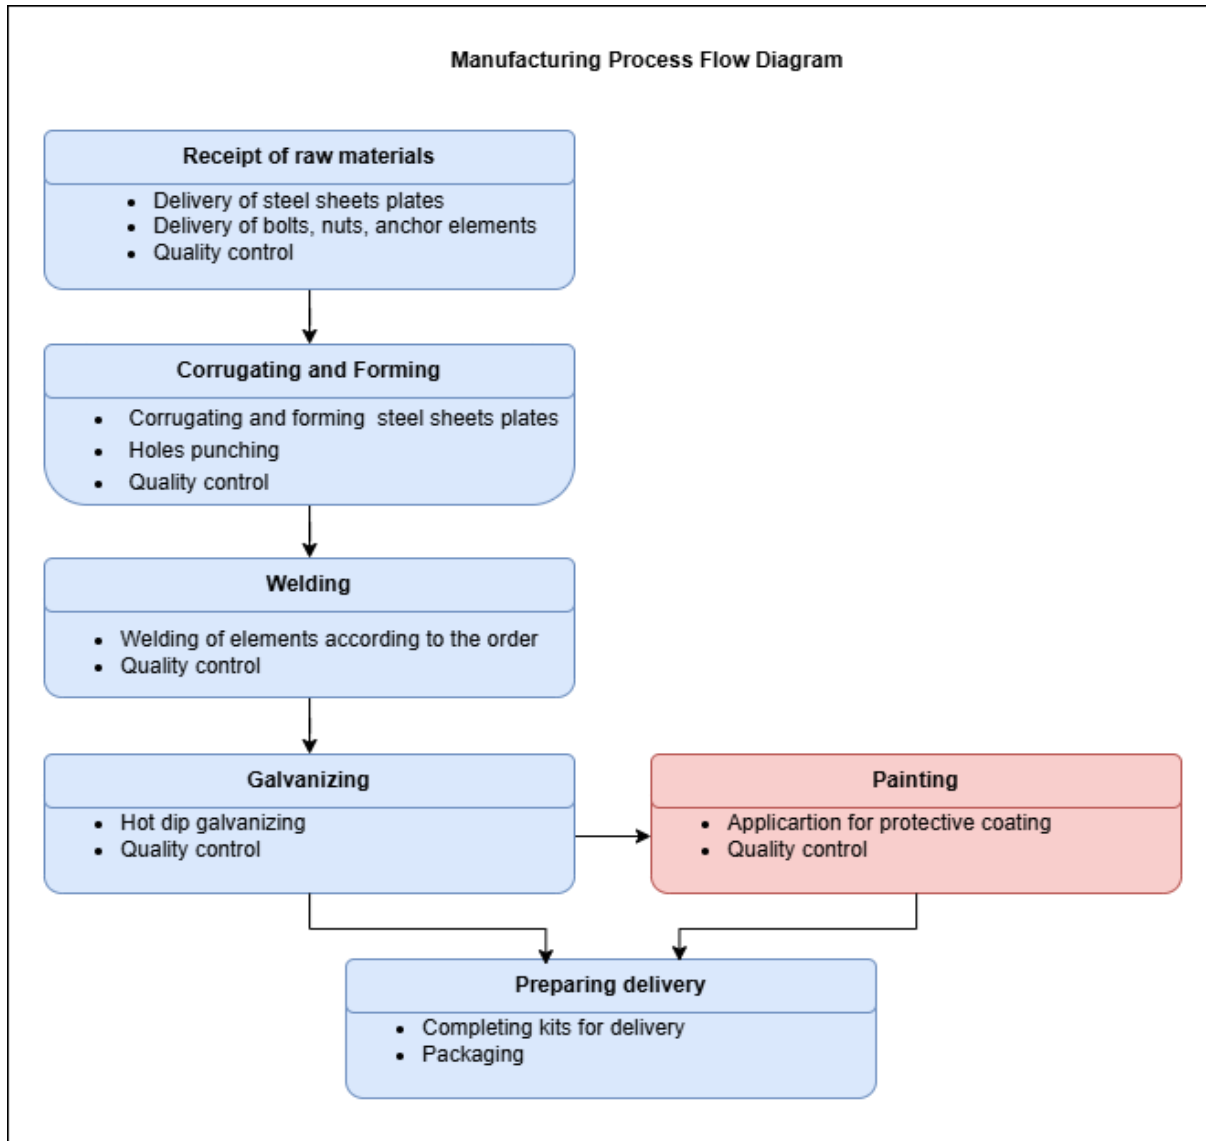 Manufacturing Process Flow Diagram
Receipt of raw materials
• Delivery of steel sheets plates
• Delivery of bolts, nuts, anchor elements
• Quality control
Corrugating and Forming
• Corrugating and forming  steel sheets plates
• Holes punching
• Quality control
Welding
• Welding of elements according to the order
• Quality control
Galvanizing
• Hot dip galvanizing
• Quality control
Painting
• Applicartion for protective coating
• Quality control
Preparing delivery
• Completing kits for delivery
• Packaging